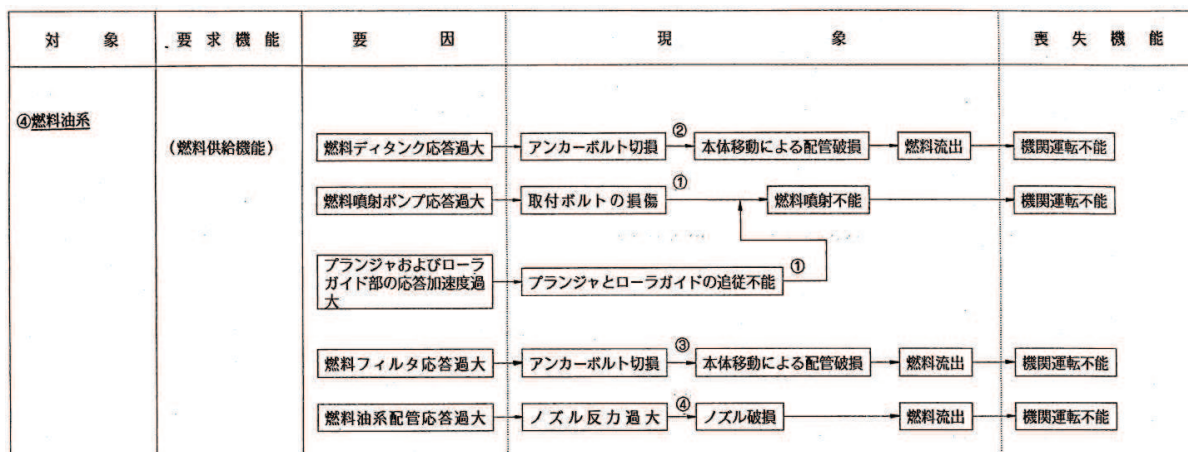 対象 要求機能 要因 現象 喪失機能
④燃料油系
(燃料供給機能)
燃料ディタンク応答過大 アンカーボルト切損 ② 本体移動による配管破損 燃料流出 機関運転不能
燃料噴射ポンプ応答過大 取付ボルトの損傷 ① 燃料噴射不能 機関運転不能
プランジャおよびローラ
ガイド部の応答加速度過
大
プランジャとローラガイドの追従不能 ①
燃料フィルタ応答過大 アンカーボルト切損 ③ 本体移動による配管破損 燃料流出 機関運転不能
燃料油系配管応答過大 ノズル反力過大 ④ ノズル破損 燃料流出 機関運転不能